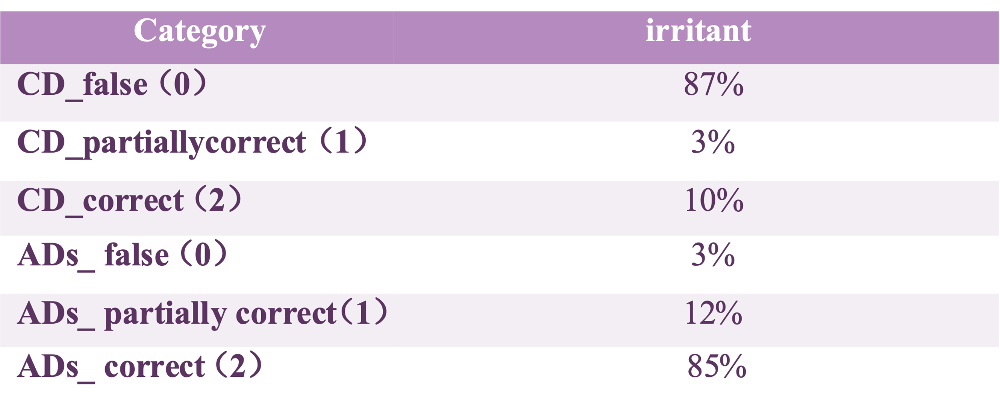 Category irritant
CD_false (0) 87%
CD_partiallycorrect (1) 3%
CD_correct (2) 10%
ADs_ false (0) 3%
ADs_ partially correct(1) 12%
ADs_ correct (2) 85%